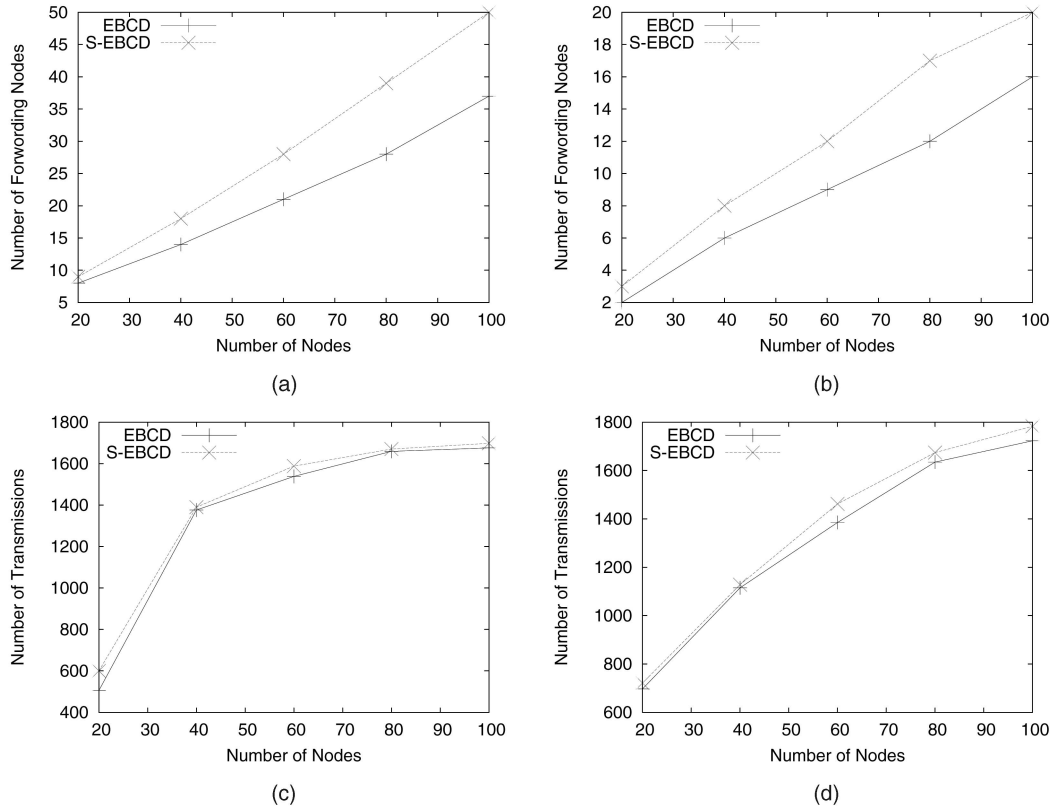 50
45
40
35
30
25
20
15
10
5
EBCD
S-EBCD
Number of Forwording Nodes
20 30 40 50 60 70 80 90 100
Number of Nodes
(a)
20
18
16
14
12
10
8
6
4
2
EBCD
S-EBCD
Number of Forwording Nodes
20 30 40 50 60 70 80 90 100
Number of Nodes
(b)
1800
1600
1400
1200
1000
800
600
400
EBCD
S-EBCD
Number of Transmissions
20 30 40 50 60 70 80 90 100
Number of Nodes
(c)
1800
1600
1400
1200
1000
800
600
EBCD
S-EBCD
Number of Transmissions
20 30 40 50 60 70 80 90 100
Number of Nodes
(d)